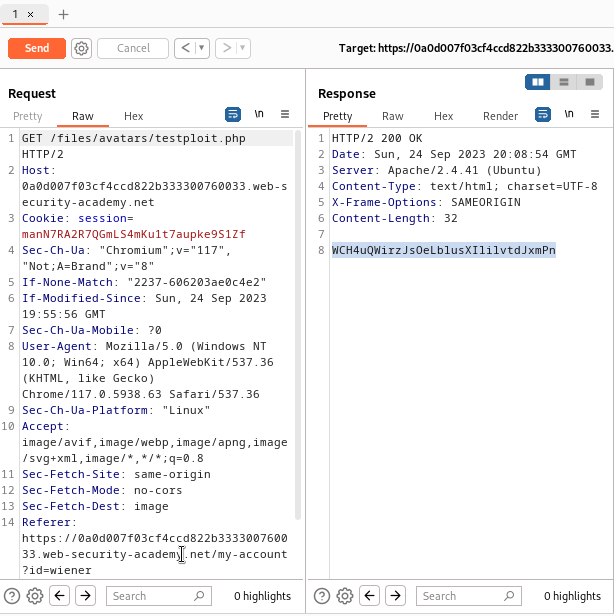 1 ×
+
Send
Cancel
< ▼
> ▼
Target: https://0a0d007f03cf4ccd822b333300760033.
Request
Pretty Raw Hex
\n
1 GET /files/avatars/testploit.php
HTTP/2
2 Host:
0a0d007f03cf4ccd822b333300760033.web-s
ecurity-academy.net
3 Cookie: session=
manN7RA2R7QGmLS4mKu1t7aupke9S1Zf
4 Sec-Ch-Ua: "Chromium";v="117",
"Not;A=Brand";v="8"
5 If-None-Match: "2237-606203ae0c4e2"
6 If-Modified-Since: Sun, 24 Sep 2023
19:55:56 GMT
7 Sec-Ch-Ua-Mobile: ?0
8 User-Agent: Mozilla/5.0 (Windows NT
10.0; Win64; x64) AppleWebKit/537.36
(KHTML, like Gecko)
Chrome/117.0.5938.63 Safari/537.36
9 Sec-Ch-Ua-Platform: "Linux"
10 Accept:
image/avif,image/webp,image/apng,image
/svg+xml,image/*,*/*;q=0.8
11 Sec-Fetch-Site: same-origin
12 Sec-Fetch-Mode: no-cors
13 Sec-Fetch-Dest: image
14 Referer:
https://0a0d007f03cf4ccd822b3333007600
33.web-security-academy.net/my-account
?id=wiener
Search
0 highlights
Response
Pretty Raw Hex Render
\n
1 HTTP/2 200 OK
2 Date: Sun, 24 Sep 2023 20:08:54 GMT
3 Server: Apache/2.4.41 (Ubuntu)
4 Content-Type: text/html; charset=UTF-8
5 X-Frame-Options: SAMEORIGIN
6 Content-Length: 32
7
8 WCH4uQWirzJsOeLblusXIlilvtdJxmPn
Search
0 highlights